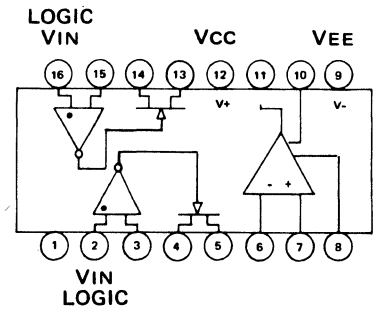 LOGIC
VIN VCC VEE
16 15 14 13 12 11 10 9
V+ V-
- +
1 2 3 4 5 6 7 8
VIN
LOGIC